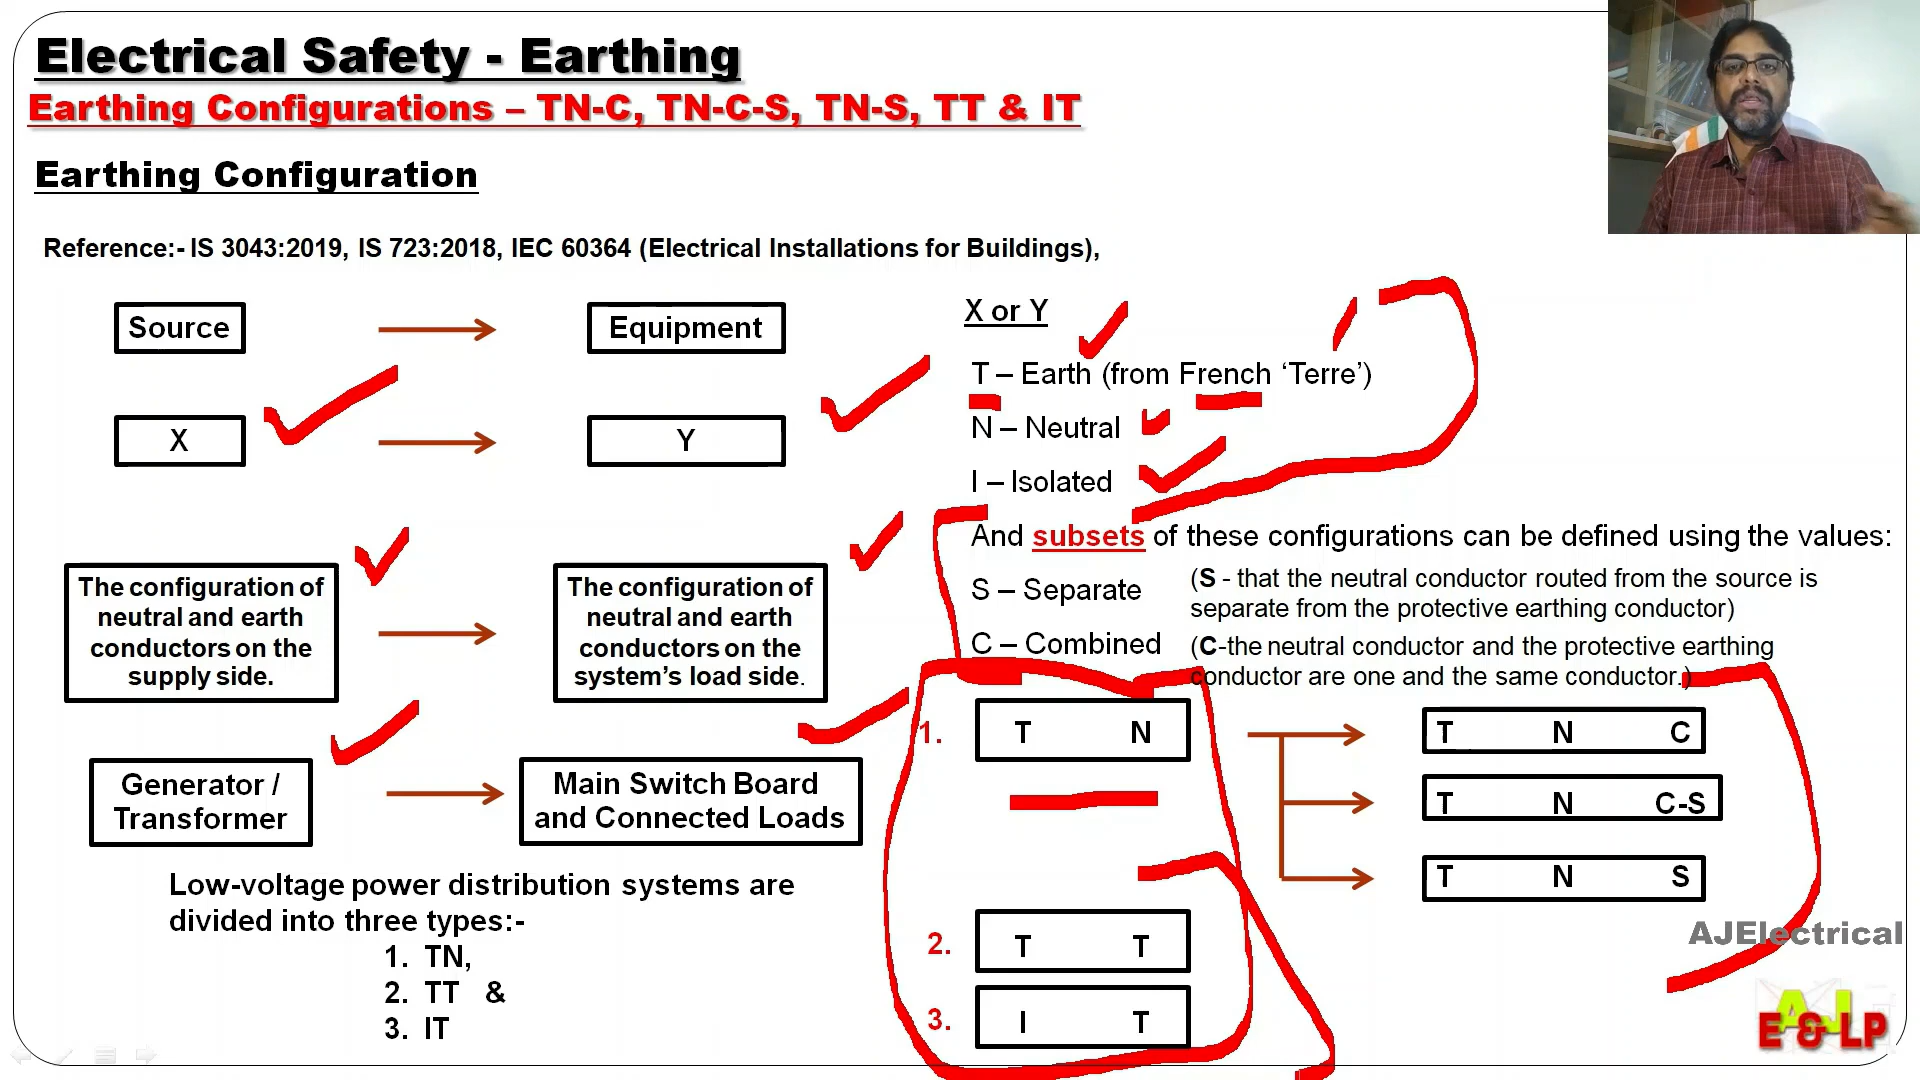 Electrical Safety - Earthing
Earthing Configurations – TN-C, TN-C-S, TN-S, TT & IT
Earthing Configuration
Reference:- IS 3043:2019, IS 723:2018, IEC 60364 (Electrical Installations for Buildings),
Source
Equipment
X
Y
The configuration of
neutral and earth
conductors on the
supply side.
The configuration of
neutral and earth
conductors on the
system’s load side.
Generator /
Transformer
Main Switch Board
and Connected Loads
Low-voltage power distribution systems are
divided into three types:-
1. TN,
2. TT &
3. IT
X or Y
T – Earth (from French ‘Terre’)
N – Neutral
I – Isolated
And subsets of these configurations can be defined using the values:
S – Separate
(S - that the neutral conductor routed from the source is
separate from the protective earthing conductor)
C – Combined
(C-the neutral conductor and the protective earthing
conductor are one and the same conductor.)
1. T N
T N C
T N C-S
T N S
2. T T
3. I T
AJElectrical
AJ
E & LP